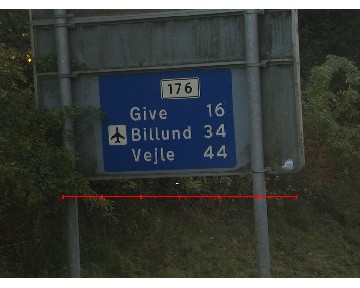 176
Give 16
Billund 34
Vejle 44